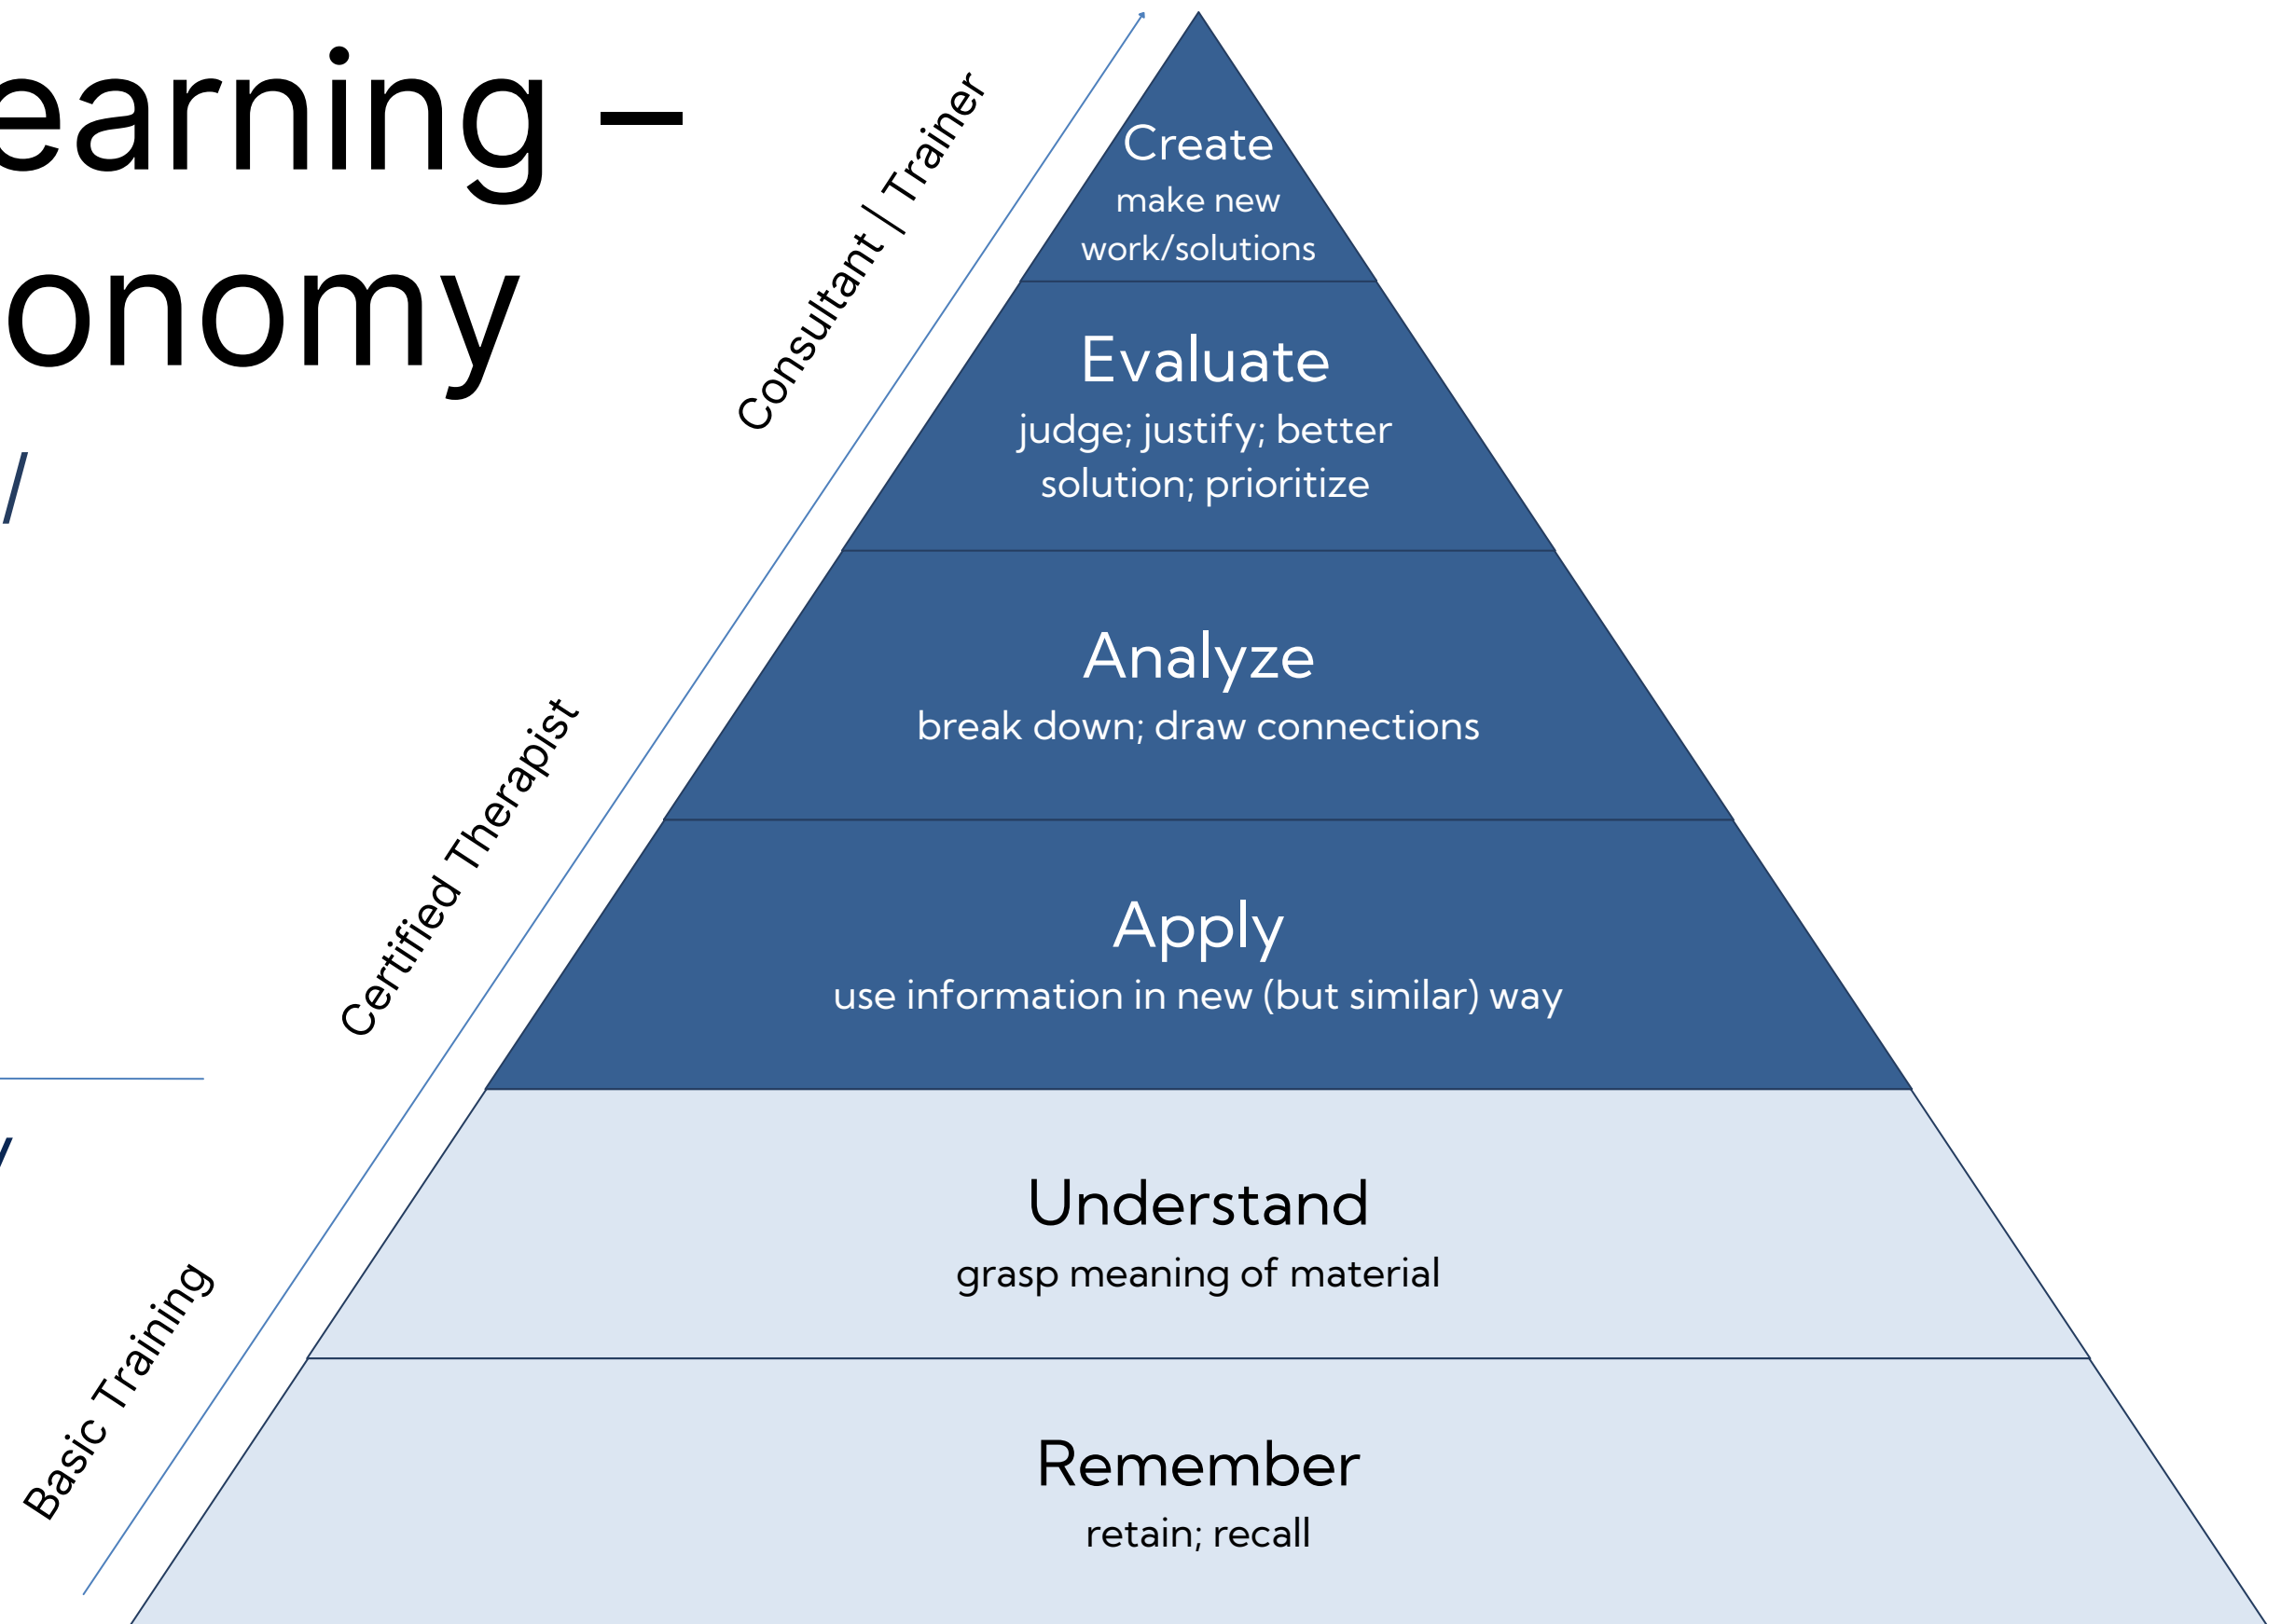 earning –
onomy
/
Consultant | Trainer
Certified Therapist
Basic Training
Create
make new
work/solutions
Evaluate
judge; justify; better
solution; prioritize
Analyze
break down; draw connections
Apply
use information in new (but similar) way
Understand
grasp meaning of material
Remember
retain; recall